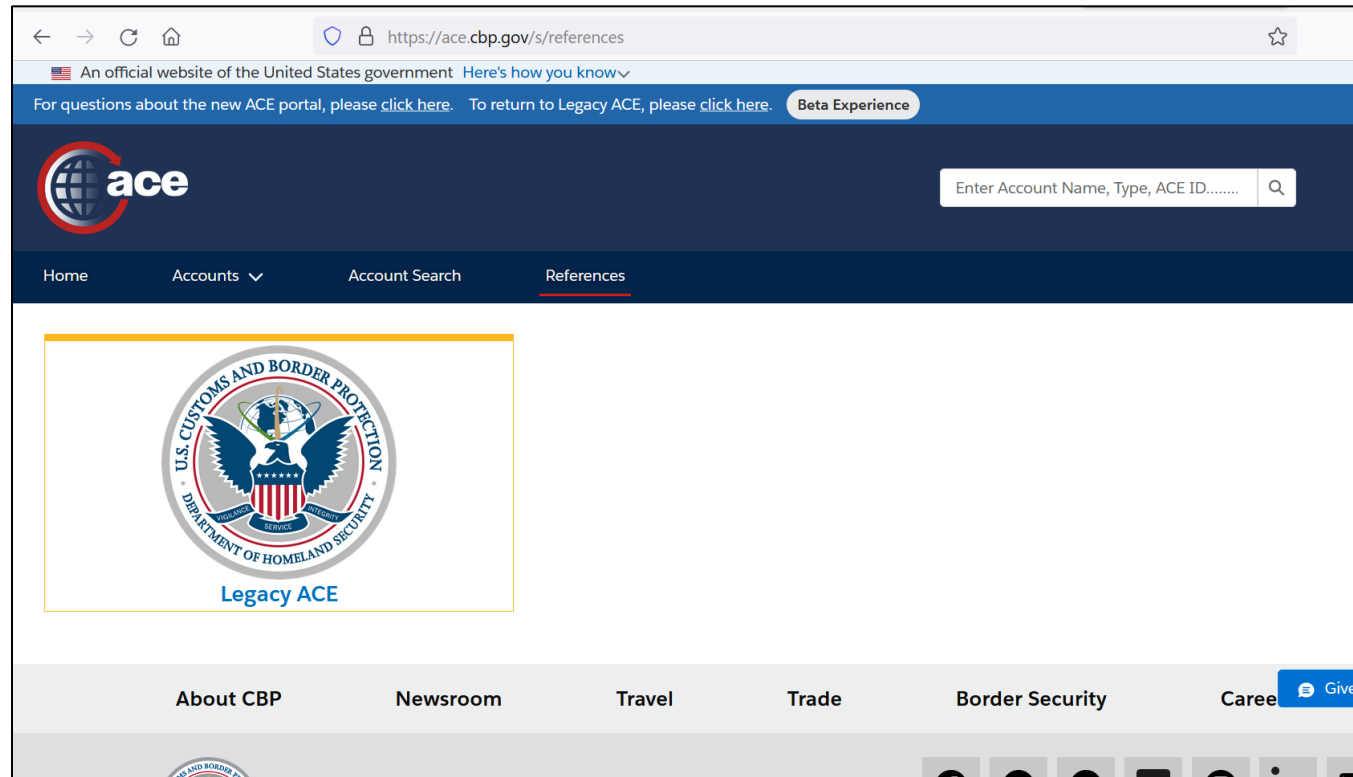 https://ace.cbp.gov/s/references
An official website of the United States government Here's how you know
For questions about the new ACE portal, please click here. To return to Legacy ACE, please click here. Beta Experience
ace
Enter Account Name, Type, ACE ID........
Home Accounts Account Search References
U.S. CUSTOMS AND BORDER PROTECTION
VIGILANCE SERVICE INTEGRITY
DEPARTMENT OF HOMELAND SECURITY
Legacy ACE
About CBP Newsroom Travel Trade Border Security Caree
Give